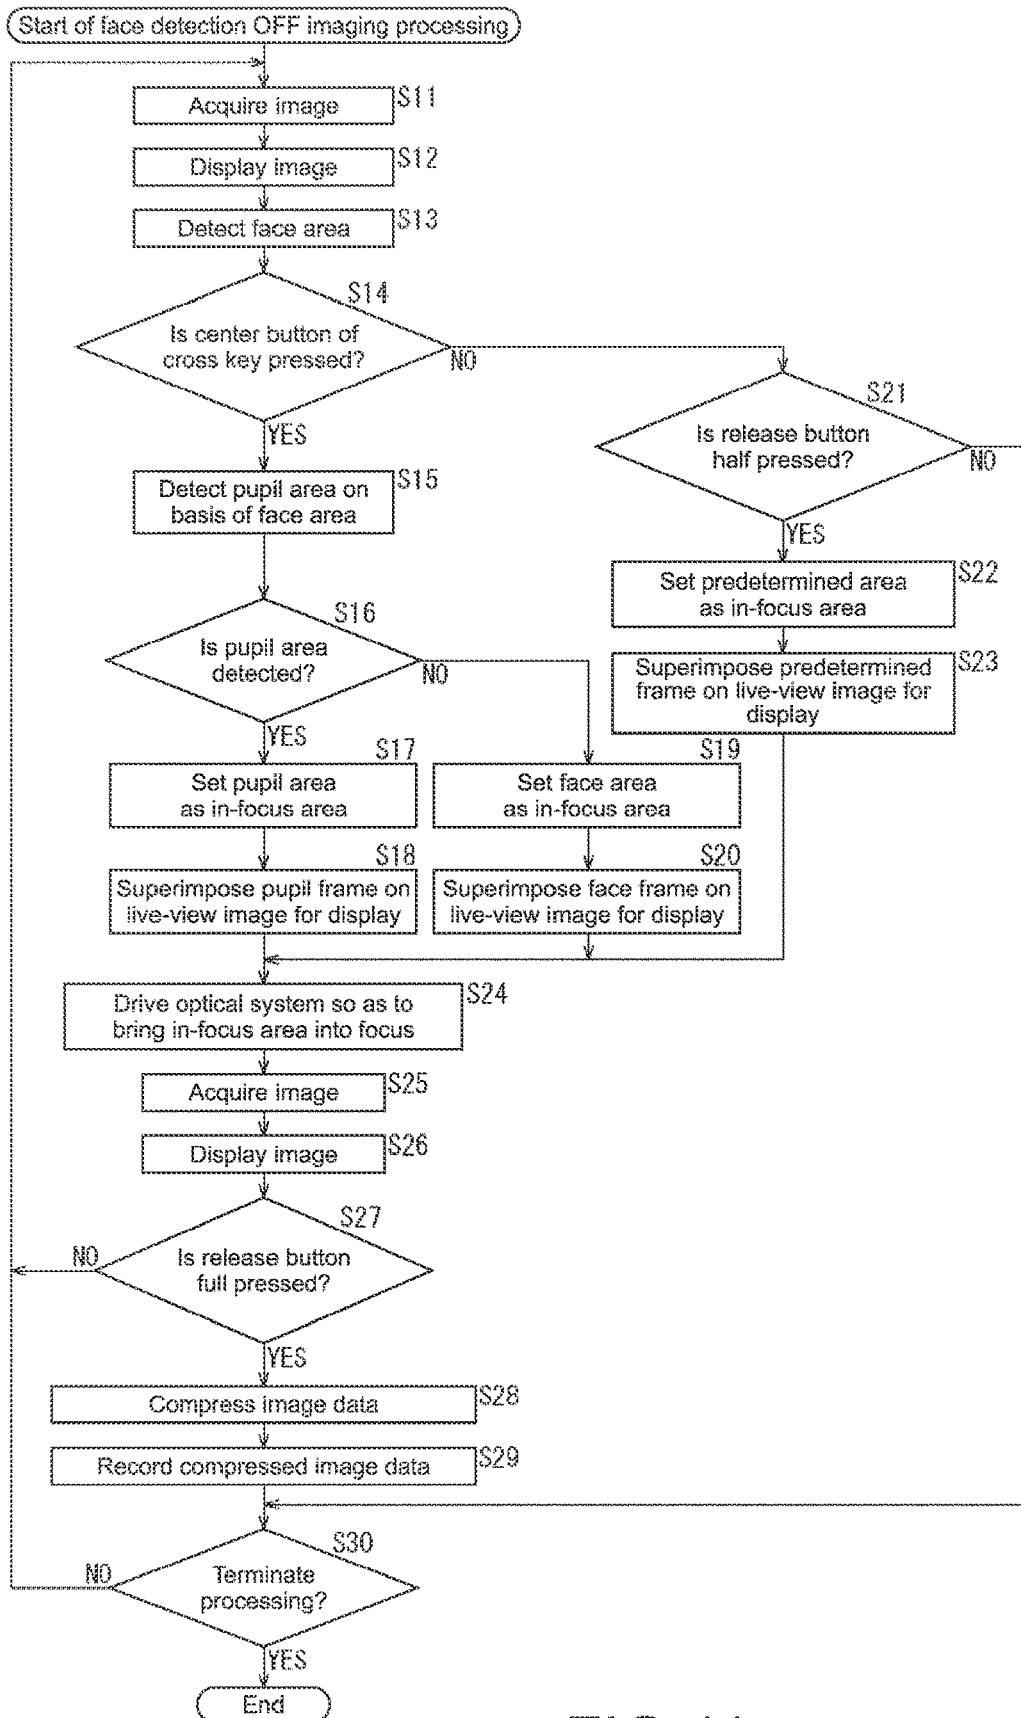 Start of face detection OFF imaging processing
Acquire image
S11
Display image
S12
Detect face area
S13
S14
Is center button of
cross key pressed?
NO
YES
S21
Is release button
half pressed?
NO
YES
Detect pupil area on
basis of face area
S15
S22
Set predetermined area
as in-focus area
S16
Is pupil area
detected?
NO
YES
S23
Superimpose predetermined
frame on live-view image for
display
S17
Set pupil area
as in-focus area
S19
Set face area
as in-focus area
S18
Superimpose pupil frame on
live-view image for display
S20
Superimpose face frame on
live-view image for display
Drive optical system so as to
bring in-focus area into focus
S24
Acquire image
S25
Display image
S26
S27
Is release button
full pressed?
NO
YES
Compress image data
S28
Record compressed image data
S29
S30
Terminate
processing?
NO
YES
End